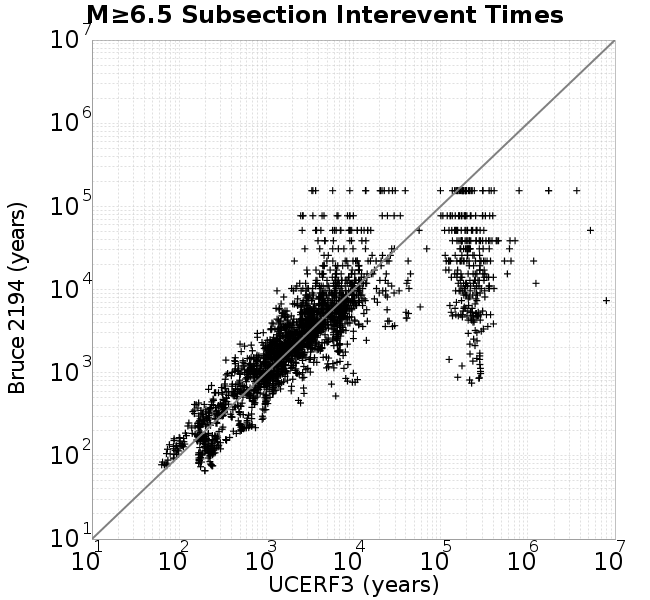 M≥6.5 Subsection Interevent Times
10^7
10^6
10^5
10^4
10^3
10^2
10^1
Bruce 2194 (years)
10^1 10^2 10^3 10^4 10^5 10^6 10^7
UCERF3 (years)